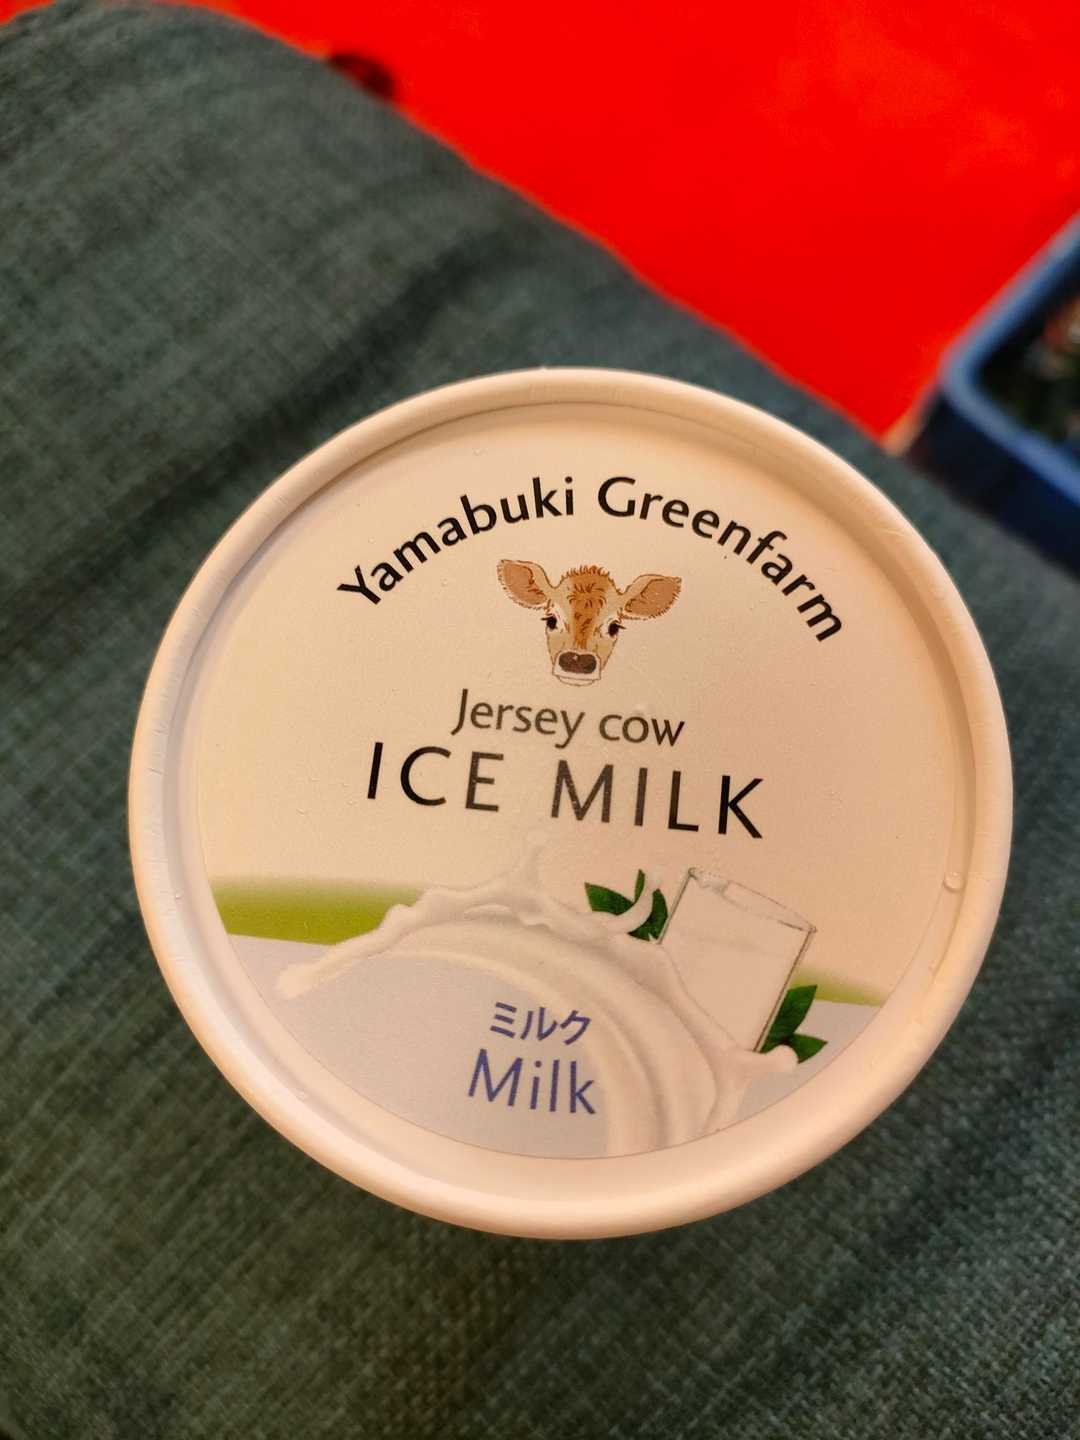 Yamabuki Greenfarm
Jersey cow
ICE MILK
ミルク
Milk